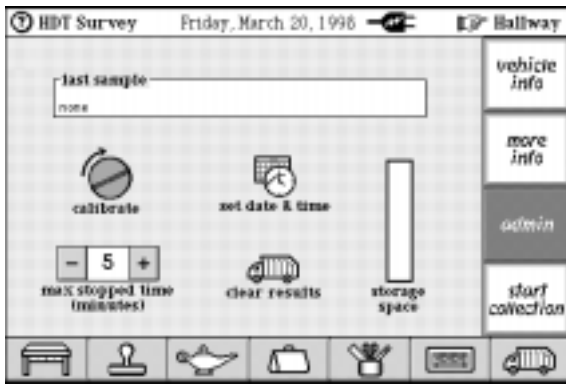 HDT Survey Friday, March 20, 1998 Hallway
last sample
none
calibrate
set date & time
- 5 +
max stopped time
(minutes)
clear results
storage
space
vehicle
info
more
info
admin
start
collection